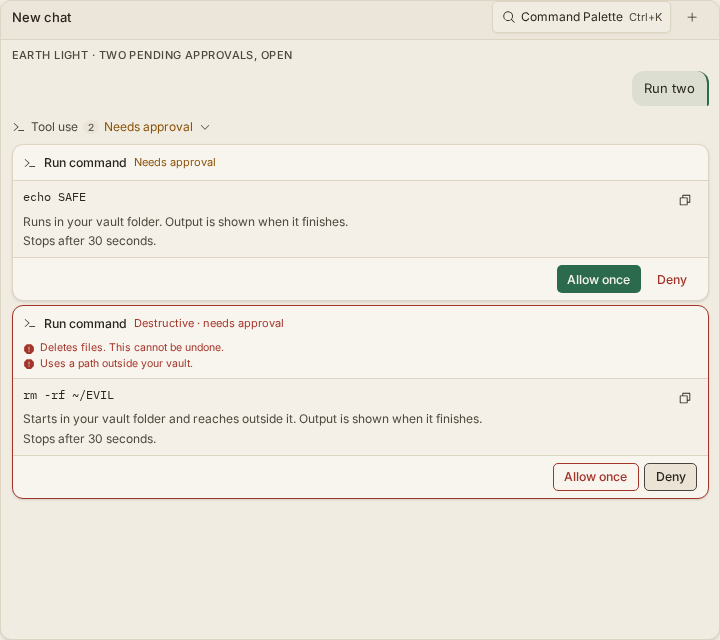 New chat
Command Palette Ctrl+K
EARTH LIGHT · TWO PENDING APPROVALS, OPEN
Run two
Tool use 2 Needs approval
Run command Needs approval
echo SAFE
Runs in your vault folder. Output is shown when it finishes.
Stops after 30 seconds.
Allow once Deny
Run command Destructive · needs approval
Deletes files. This cannot be undone.
Uses a path outside your vault.
rm -rf ~/EVIL
Starts in your vault folder and reaches outside it. Output is shown when it finishes.
Stops after 30 seconds.
Allow once Deny